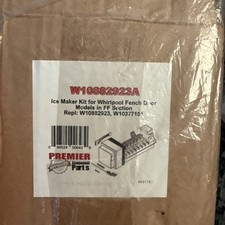 W10882923A
Ice Maker Kit for Whirlpool Fench Door
Models in FF Section
Repl: W10882923, W10377151
PREMIER
Parts